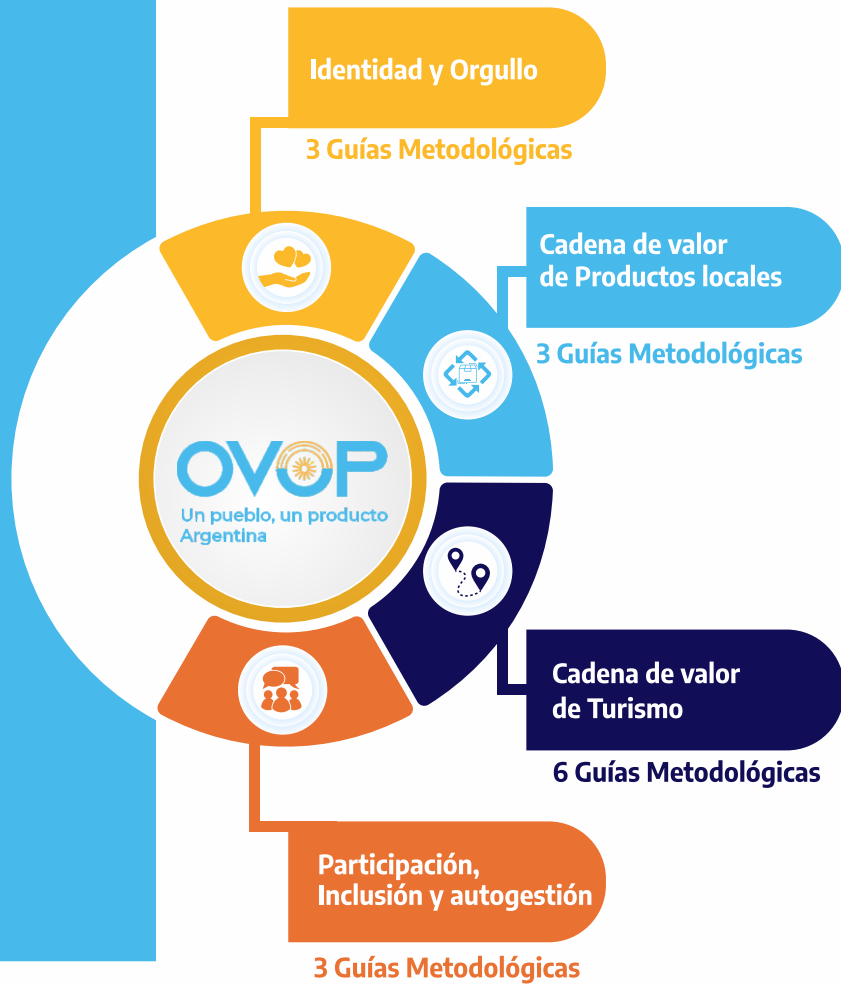 Identidad y Orgullo
3 Guías Metodológicas
Cadena de valor
de Productos locales
3 Guías Metodológicas
OVOP
Un pueblo, un producto
Argentina
Cadena de valor
de Turismo
6 Guías Metodológicas
Participación,
Inclusión y autogestión
3 Guías Metodológicas